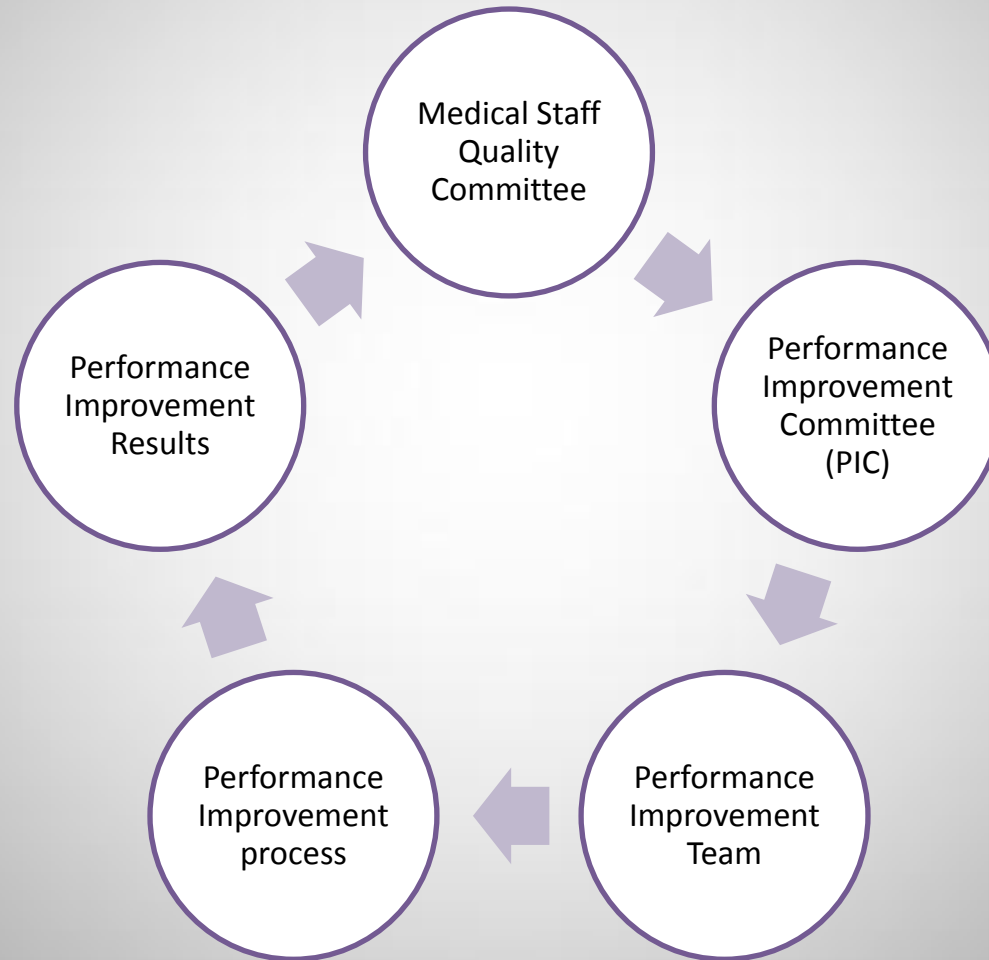 Medical Staff
Quality
Committee
Performance
Improvement
Committee
(PIC)
Performance
Improvement
Team
Performance
Improvement
process
Performance
Improvement
Results